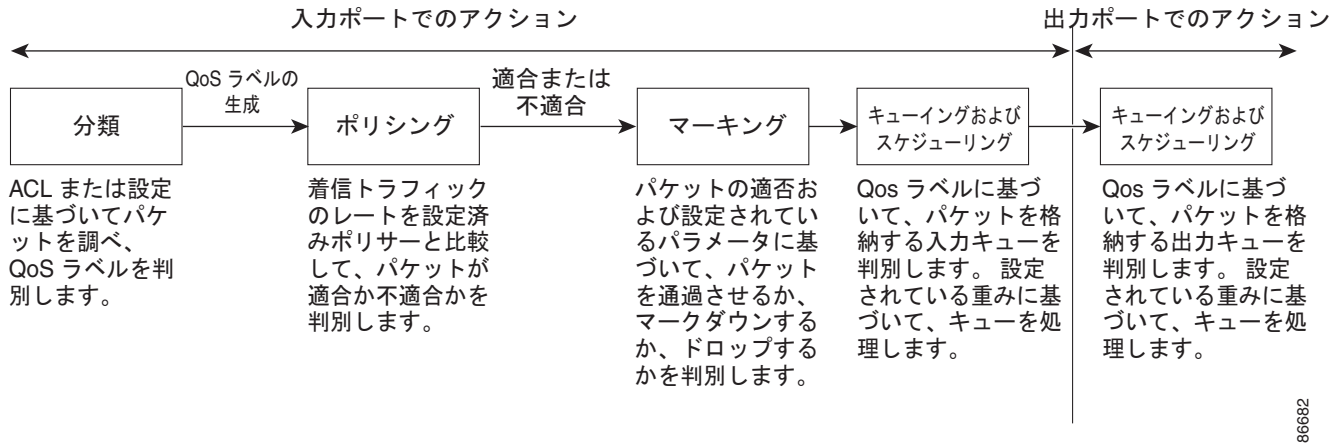 入力ポートでのアクション
出力ポートでのアクション
QoS ラベルの
生成
適合または
不適合
分類
ポリシング
マーキング
キューイングおよび
スケジューリング
キューイングおよび
スケジューリング
ACL または設定
に基づいてパケ
ットを調べ、
QoS ラベルを判
別します。
着信トラフィック
のレートを設定済
みポリサーと比較
して、パケットが
適合か不適合かを
判別します。
パケットの適否お
よび設定されてい
るパラメータに基
づいて、パケット
を通過させるか、
マークダウンする
か、ドロップする
かを判別します。
Qos ラベルに基づ
いて、パケットを格
納する入力キューを
判別します。 設定
されている重みに基
づいて、キューを処
理します。
Qos ラベルに基づ
いて、パケットを格
納する出力キューを
判別します。 設定
されている重みに基
づいて、キューを処
理します。
86682